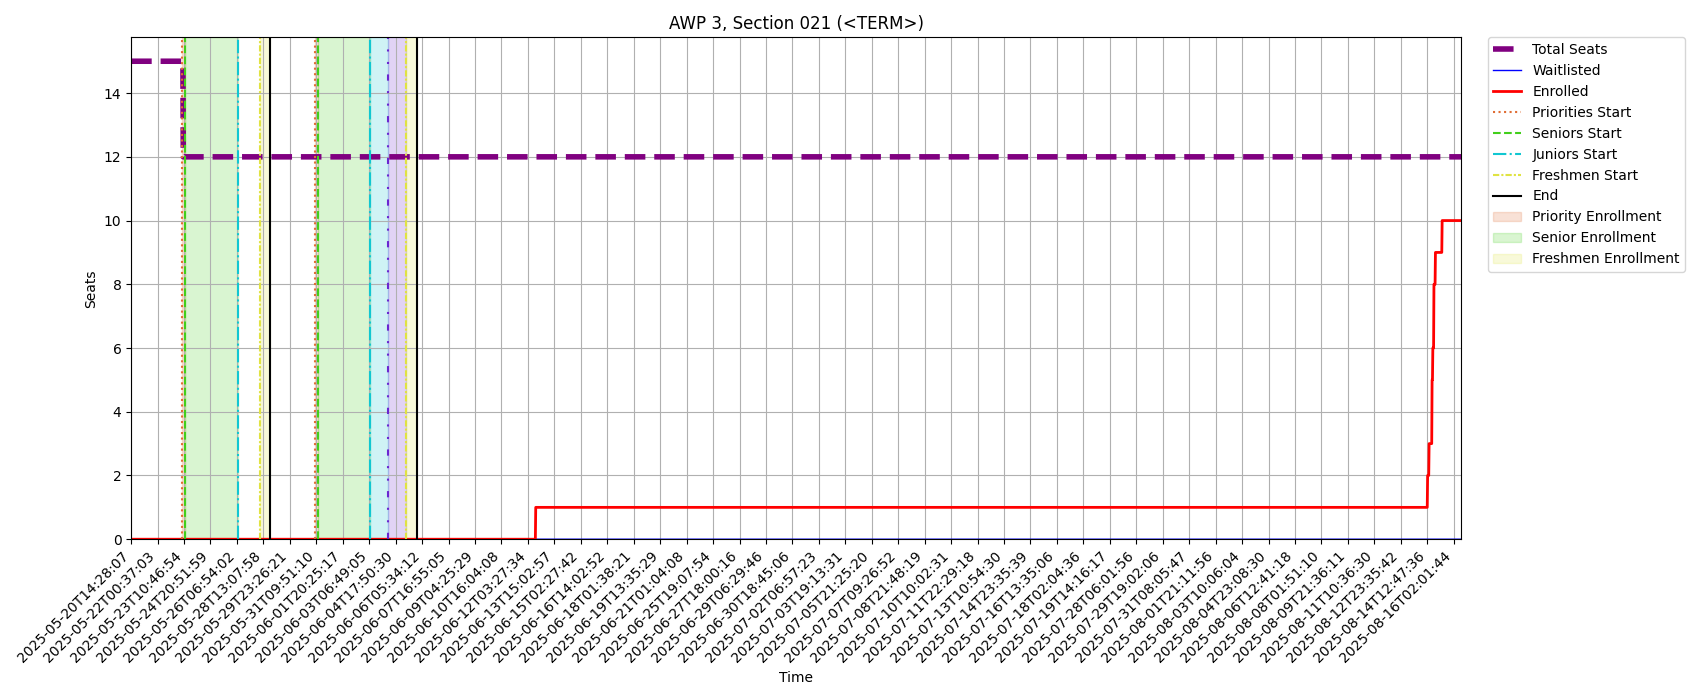 AWP 3, Section 021 (<TERM>)
Total Seats
Waitlisted
Enrolled
Priorities Start
Seniors Start
Juniors Start
Freshmen Start
End
Priority Enrollment
Senior Enrollment
Freshmen Enrollment
Seats
14
12
10
8
6
4
2
0
2025-05-20T14:28:07
2025-05-22T00:37:03
2025-05-23T10:46:54
2025-05-24T20:51:59
2025-05-26T06:54:02
2025-05-28T13:07:58
2025-05-29T23:26:21
2025-05-31T09:51:10
2025-06-01T20:25:17
2025-06-03T06:49:05
2025-06-04T17:50:30
2025-06-06T05:34:12
2025-06-07T16:55:05
2025-06-09T04:25:29
2025-06-10T16:04:08
2025-06-12T03:27:34
2025-06-13T15:02:57
2025-06-15T02:27:42
2025-06-16T14:02:52
2025-06-18T01:38:21
2025-06-19T13:35:29
2025-06-21T01:04:08
2025-06-25T19:07:54
2025-06-27T18:00:16
2025-06-29T06:29:46
2025-06-30T18:45:06
2025-07-02T06:57:23
2025-07-03T19:13:31
2025-07-05T21:25:20
2025-07-07T09:26:52
2025-07-08T21:48:19
2025-07-10T10:02:31
2025-07-11T22:29:18
2025-07-13T10:54:30
2025-07-14T23:35:39
2025-07-16T13:35:06
2025-07-18T02:04:36
2025-07-19T14:16:17
2025-07-28T06:01:56
2025-07-29T19:02:06
2025-07-31T08:05:47
2025-08-01T21:11:56
2025-08-03T10:06:04
2025-08-04T23:08:30
2025-08-06T12:41:18
2025-08-08T01:51:10
2025-08-09T21:36:11
2025-08-11T10:36:30
2025-08-12T23:35:42
2025-08-14T12:47:36
2025-08-16T02:01:44
Time